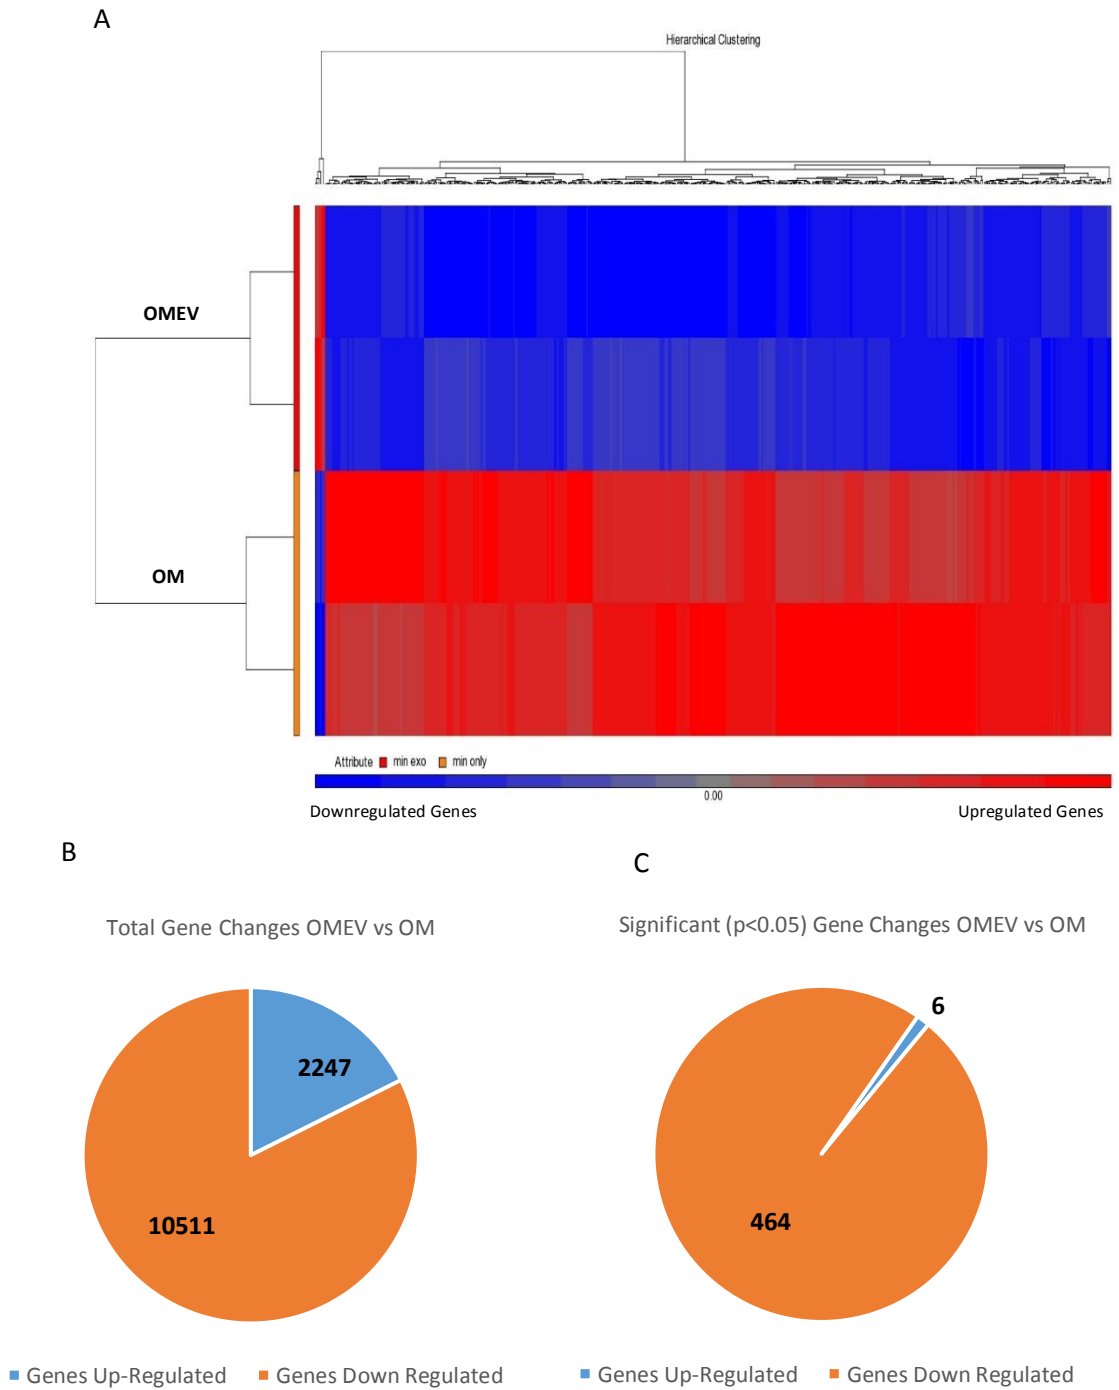 A
Hierarchical Clustering
OMEV
OM
Attribute min exo min only
0.00
Downregulated Genes Upregulated Genes
B
C
Total Gene Changes OMEV vs OM
Significant (p<0.05) Gene Changes OMEV vs OM
2247
10511
6
464
Genes Up-Regulated Genes Down Regulated
Genes Up-Regulated Genes Down Regulated